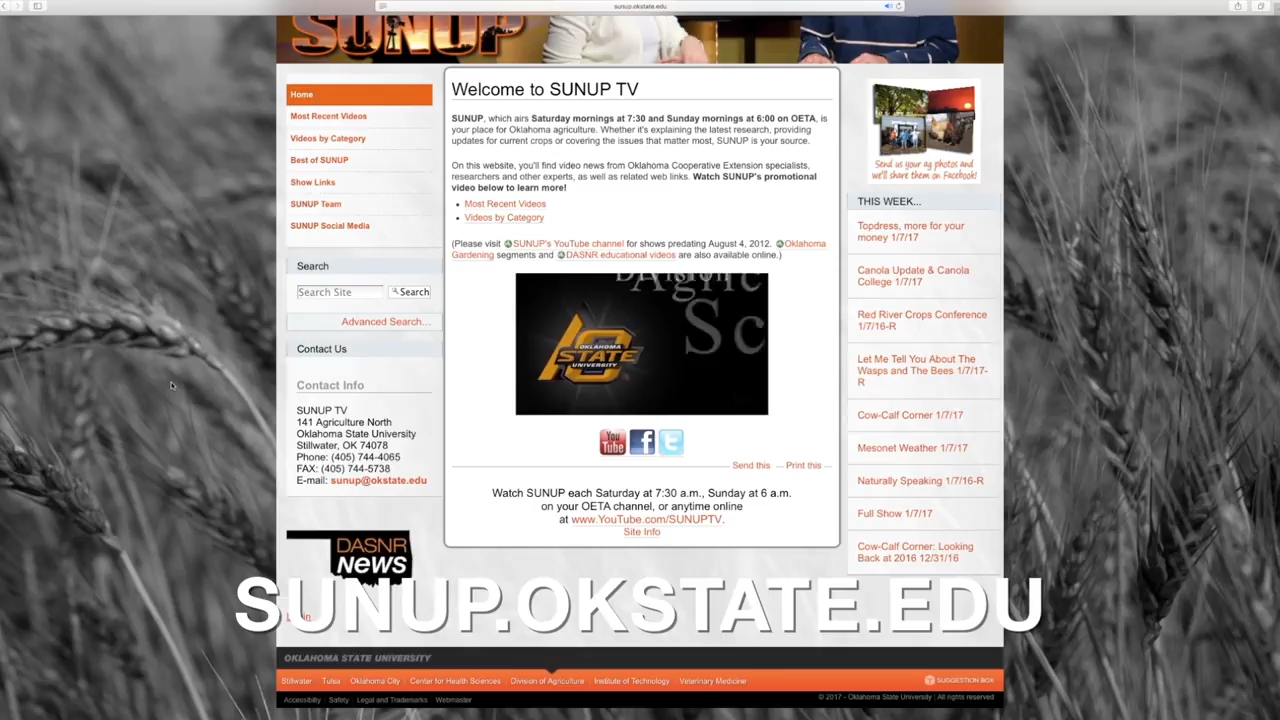 sunup.okstate.edu
SUNUP
Home
Most Recent Videos
Videos by Category
Best of SUNUP
Show Links
SUNUP Team
SUNUP Social Media
Search
Search Site
Search
Advanced Search…
Contact Us
Contact Info
SUNUP TV
141 Agriculture North
Oklahoma State University
Stillwater, OK 74078
Phone: (405) 744-4065
FAX: (405) 744-5738
E-mail: sunup@okstate.edu
DASNR
News
Welcome to SUNUP TV
SUNUP, which airs Saturday mornings at 7:30 and Sunday mornings at 6:00 on OETA, is
your place for Oklahoma agriculture. Whether it's explaining the latest research, providing
updates for current crops or covering the issues that matter most, SUNUP is your source.
On this website, you'll find video news from Oklahoma Cooperative Extension specialists,
researchers and other experts, as well as related web links. Watch SUNUP's promotional
video below to learn more!
Most Recent Videos
Videos by Category
(Please visit SUNUP's YouTube channel for shows predating August 4, 2012. Oklahoma
Gardening segments and DASNR educational videos are also available online.)
Sc
OKLAHOMA
STATE
UNIVERSITY
You
Tube
Send this — Print this —
Watch SUNUP each Saturday at 7:30 a.m., Sunday at 6 a.m.
on your OETA channel, or anytime online
at www.YouTube.com/SUNUPTV.
Site Info
Send us your ag photos and
we'll share them on Facebook!
THIS WEEK...
Topdress, more for your
money 1/7/17
Canola Update & Canola
College 1/7/17
Red River Crops Conference
1/7/16-R
Let Me Tell You About The
Wasps and The Bees 1/7/17-
R
Cow-Calf Corner 1/7/17
Mesonet Weather 1/7/17
Naturally Speaking 1/7/16-R
Full Show 1/7/17
Cow-Calf Corner: Looking
Back at 2016 12/31/16
SUNUP.OKSTATE.EDU
OKLAHOMA STATE UNIVERSITY
Stillwater | Tulsa | Oklahoma City | Center for Health Sciences | Division of Agriculture | Institute of Technology | Veterinary Medicine
SUGGESTION BOX
Accessibility | Safety | Legal and Trademarks | Webmaster
© 2017 - Oklahoma State University | All rights reserved